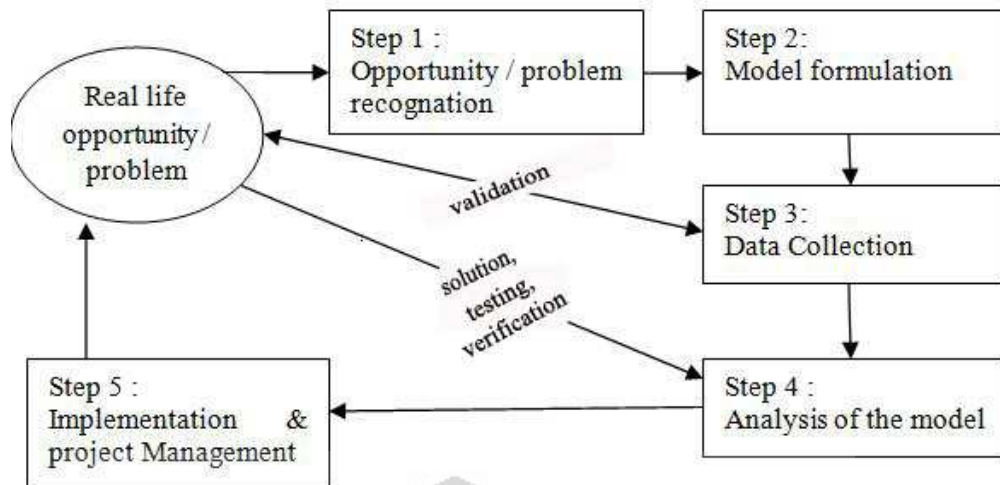 Real life
opportunity /
problem
Step 1 :
Opportunity / problem
recognation
Step 2:
Model formulation
validation
Step 3:
Data Collection
solution,
testing,
verification
Step 4 :
Analysis of the model
Step 5 :
Implementation &
project Management